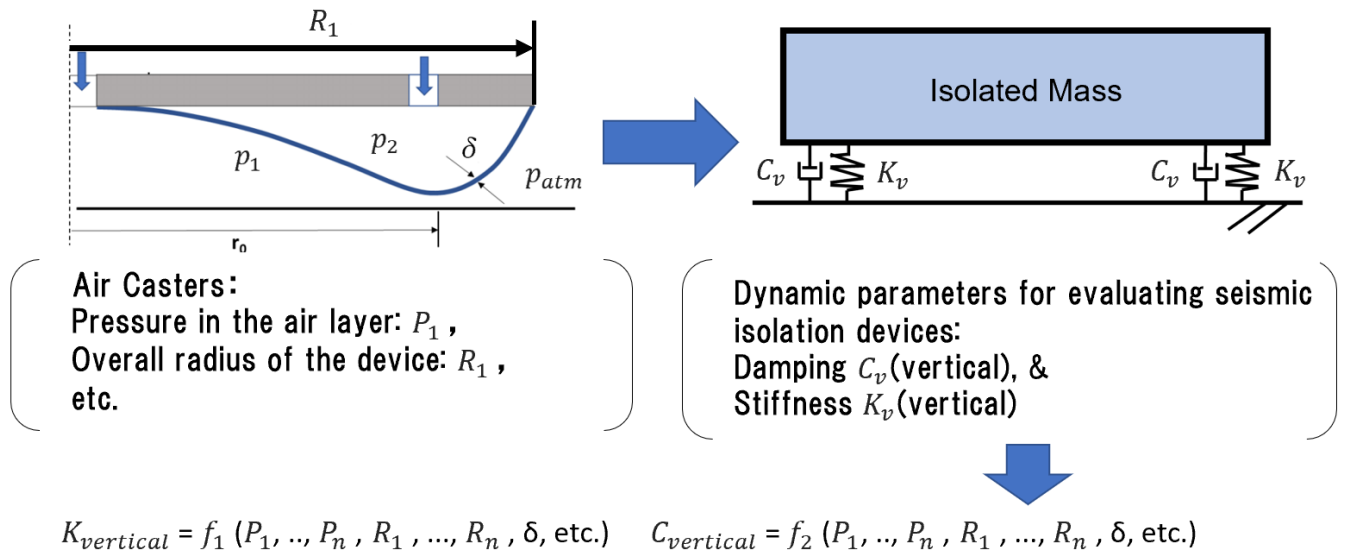 R₁
δ
p₁
p₂
pₐₜₘ
r₀
Isolated Mass
Cᵥ
Kᵥ
Cᵥ
Kᵥ
Air Casters:
Pressure in the air layer: P₁ ,
Overall radius of the device: R₁ ,
etc.
Dynamic parameters for evaluating seismic
isolation devices:
Damping Cᵥ(vertical), &
Stiffness Kᵥ(vertical)
K_vertical = f₁ (P₁, .., Pₙ , R₁ , ..., Rₙ , δ, etc.)
C_vertical = f₂ (P₁, .., Pₙ , R₁ , ..., Rₙ , δ, etc.)